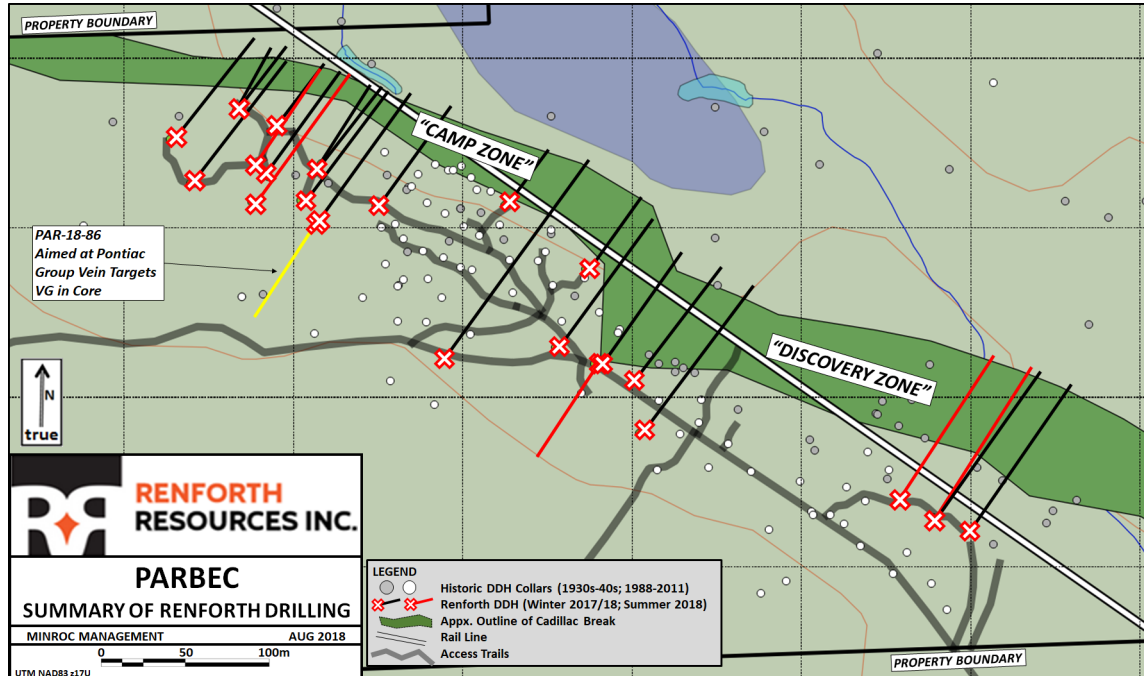 PROPERTY BOUNDARY
"CAMP ZONE"
PAR-18-86
Aimed at Pontiac
Group Vein Targets
VG in Core
"DISCOVERY ZONE"
N
true
RENFORTH
RESOURCES INC.
PARBEC
SUMMARY OF RENFORTH DRILLING
MINROC MANAGEMENT AUG 2018
0 50 100m
UTM NAD83 z17U
LEGEND
Historic DDH Collars (1930s-40s; 1988-2011)
Renforth DDH (Winter 2017/18; Summer 2018)
Appx. Outline of Cadillac Break
Rail Line
Access Trails
PROPERTY BOUNDARY